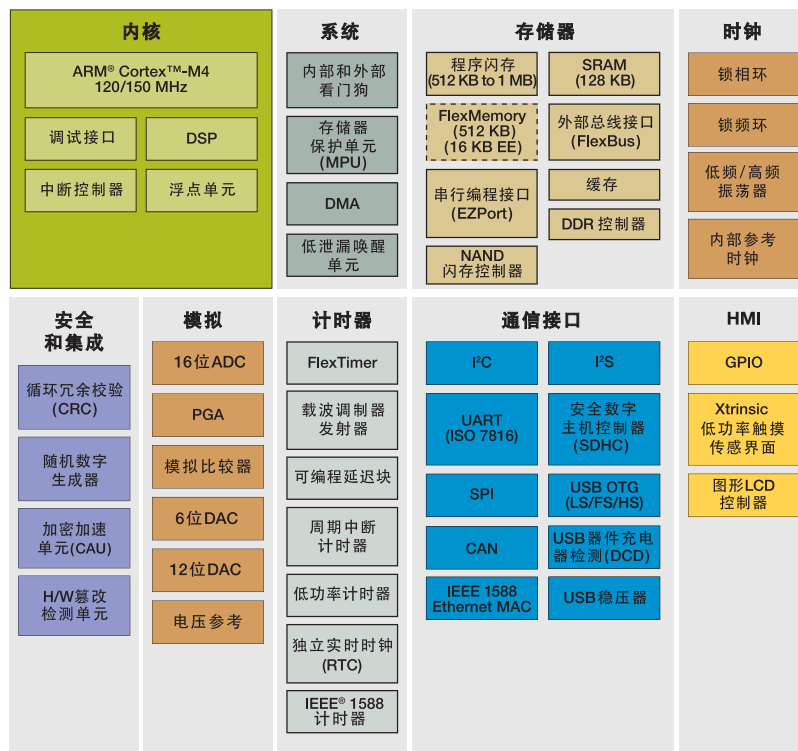 内核
ARM® Cortex™-M4
120/150 MHz
调试接口
DSP
中断控制器
浮点单元
系统
内部和外部
看门狗
存储器
保护单元
(MPU)
DMA
低泄漏唤醒
单元
存储器
程序闪存
(512 KB to 1 MB)
SRAM
(128 KB)
FlexMemory
(512 KB)
(16 KB EE)
外部总线接口
(FlexBus)
串行编程接口
(EZPort)
缓存
DDR 控制器
NAND
闪存控制器
时钟
锁相环
锁频环
低频/高频
振荡器
内部参考
时钟
安全
和集成
循环冗余校验
(CRC)
随机数字
生成器
加密加速
单元(CAU)
H/W篡改
检测单元
模拟
16位ADC
PGA
模拟比较器
6位DAC
12位DAC
电压参考
计时器
FlexTimer
载波调制器
发射器
可编程延迟块
周期中断
计时器
低功率计时器
独立实时时钟
(RTC)
IEEE® 1588
计时器
通信接口
I²C
I²S
UART
(ISO 7816)
安全数字
主机控制器
(SDHC)
SPI
USB OTG
(LS/FS/HS)
CAN
USB器件充电
器检测(DCD)
IEEE 1588
Ethernet MAC
USB稳压器
HMI
GPIO
Xtrinsic
低功率触摸
传感界面
图形LCD
控制器